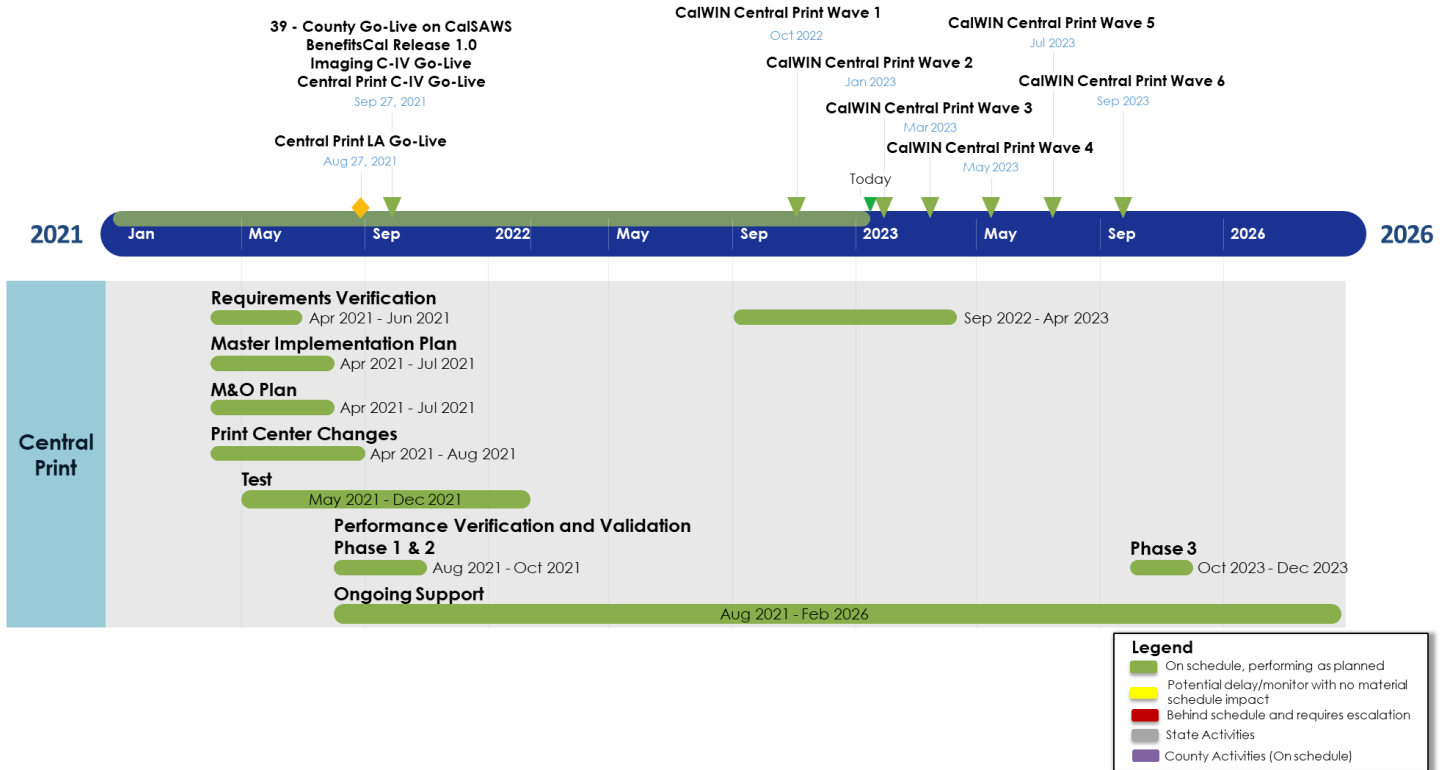 39 - County Go-Live on CalSAWS
BenefitsCal Release 1.0
Imaging C-IV Go-Live
Central Print C-IV Go-Live
Sep 27, 2021
Central Print LA Go-Live
Aug 27, 2021
CalWIN Central Print Wave 1
Oct 2022
CalWIN Central Print Wave 2
Jan 2023
CalWIN Central Print Wave 3
Mar 2023
CalWIN Central Print Wave 4
May 2023
CalWIN Central Print Wave 5
Jul 2023
CalWIN Central Print Wave 6
Sep 2023
Today
2021
Jan
May
Sep
2022
May
Sep
2023
May
Sep
2026
2026
Central
Print
Requirements Verification
Apr 2021 - Jun 2021
Sep 2022 - Apr 2023
Master Implementation Plan
Apr 2021 - Jul 2021
M&O Plan
Apr 2021 - Jul 2021
Print Center Changes
Apr 2021 - Aug 2021
Test
May 2021 - Dec 2021
Performance Verification and Validation
Phase 1 & 2
Aug 2021 - Oct 2021
Phase 3
Oct 2023 - Dec 2023
Ongoing Support
Aug 2021 - Feb 2026
Legend
On schedule, performing as planned
Potential delay/monitor with no material
schedule impact
Behind schedule and requires escalation
State Activities
County Activities (On schedule)